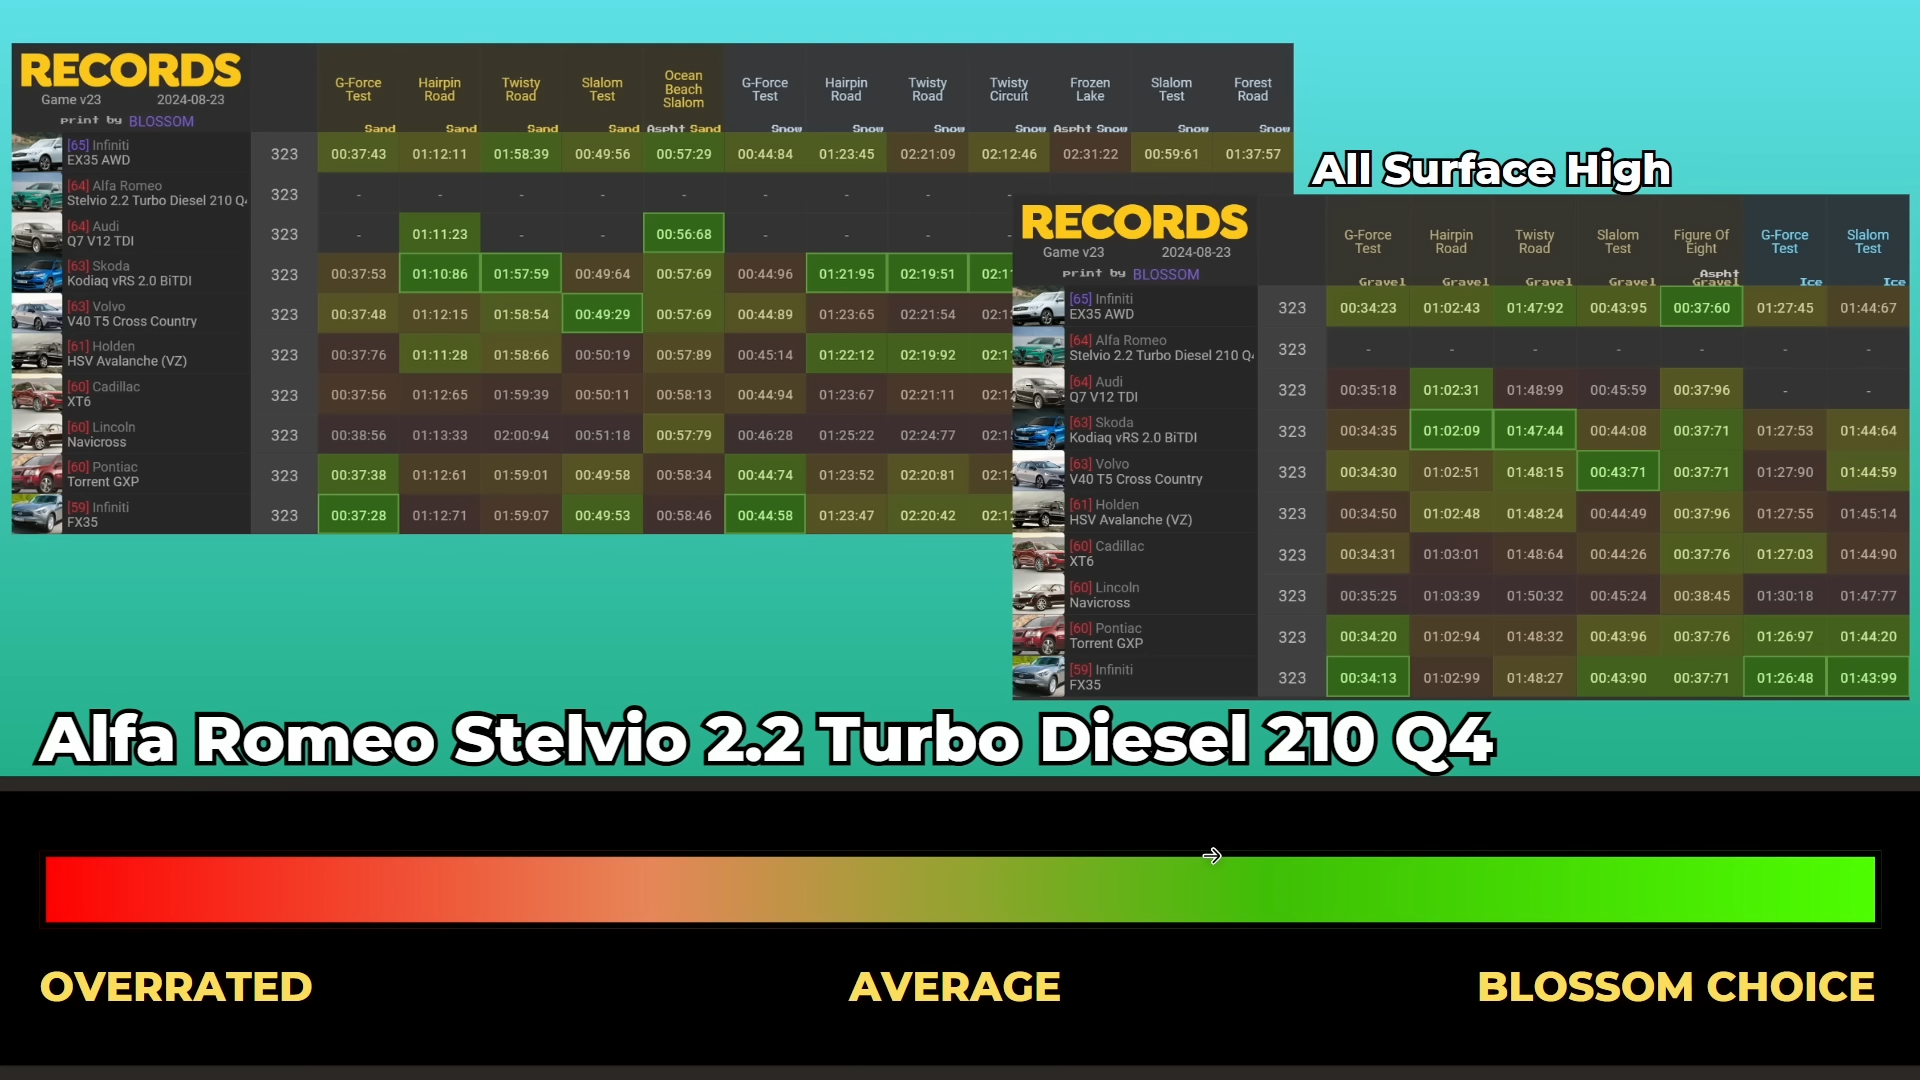 RECORDS
Game v23 2024-08-23
print by BLOSSOM
G-Force Test Sand
Hairpin Road Sand
Twisty Road Sand
Slalom Test Sand
Ocean Beach Slalom Aspht Sand
G-Force Test Snow
Hairpin Road Snow
Twisty Road Snow
Twisty Circuit Snow
Frozen Lake Aspht Snow
Slalom Test Snow
Forest Road Snow
[65] Infiniti
EX35 AWD 323 00:37:43 01:12:11 01:58:39 00:49:56 00:57:29 00:44:84 01:23:45 02:21:09 02:12:46 02:31:22 00:59:61 01:37:57
[64] Alfa Romeo
Stelvio 2.2 Turbo Diesel 210 Q4 323 - - - - - - - - -
[64] Audi
Q7 V12 TDI 323 - 01:11:23 - - 00:56:68 - - - -
[63] Skoda
Kodiaq vRS 2.0 BiTDI 323 00:37:53 01:10:86 01:57:59 00:49:64 00:57:69 00:44:96 01:21:95 02:19:51 02:11
[63] Volvo
V40 T5 Cross Country 323 00:37:48 01:12:15 01:58:54 00:49:29 00:57:69 00:44:89 01:23:65 02:21:54 02:1
[61] Holden
HSV Avalanche (VZ) 323 00:37:76 01:11:28 01:58:66 00:50:19 00:57:89 00:45:14 01:22:12 02:19:92 02:1
[60] Cadillac
XT6 323 00:37:56 01:12:65 01:59:39 00:50:11 00:58:13 00:44:94 01:23:67 02:21:11 02:1
[60] Lincoln
Navicross 323 00:38:56 01:13:33 02:00:94 00:51:18 00:57:79 00:46:28 01:25:22 02:24:77 02:1
[60] Pontiac
Torrent GXP 323 00:37:38 01:12:61 01:59:01 00:49:58 00:58:34 00:44:74 01:23:52 02:20:81 02:1
[59] Infiniti
FX35 323 00:37:28 01:12:71 01:59:07 00:49:53 00:58:46 00:44:58 01:23:47 02:20:42 02:1
All Surface High
RECORDS
Game v23 2024-08-23
print by BLOSSOM
G-Force Test Gravel
Hairpin Road Gravel
Twisty Road Gravel
Slalom Test Gravel
Figure Of Eight Aspht Gravel
G-Force Test Ice
Slalom Test Ice
[65] Infiniti
EX35 AWD 323 00:34:23 01:02:43 01:47:92 00:43:95 00:37:60 01:27:45 01:44:67
[64] Alfa Romeo
Stelvio 2.2 Turbo Diesel 210 Q4 323 - - - - - - -
[64] Audi
Q7 V12 TDI 323 00:35:18 01:02:31 01:48:99 00:45:59 00:37:96 - -
[63] Skoda
Kodiaq vRS 2.0 BiTDI 323 00:34:35 01:02:09 01:47:44 00:44:08 00:37:71 01:27:53 01:44:64
[63] Volvo
V40 T5 Cross Country 323 00:34:30 01:02:51 01:48:15 00:43:71 00:37:71 01:27:90 01:44:59
[61] Holden
HSV Avalanche (VZ) 323 00:34:50 01:02:48 01:48:24 00:44:49 00:37:96 01:27:55 01:45:14
[60] Cadillac
XT6 323 00:34:31 01:03:01 01:48:64 00:44:26 00:37:76 01:27:03 01:44:90
[60] Lincoln
Navicross 323 00:35:25 01:03:39 01:50:32 00:45:24 00:38:45 01:30:18 01:47:77
[60] Pontiac
Torrent GXP 323 00:34:20 01:02:94 01:48:32 00:43:96 00:37:76 01:26:97 01:44:20
[59] Infiniti
FX35 323 00:34:13 01:02:99 01:48:27 00:43:90 00:37:71 01:26:48 01:43:99
Alfa Romeo Stelvio 2.2 Turbo Diesel 210 Q4
OVERRATED AVERAGE BLOSSOM CHOICE